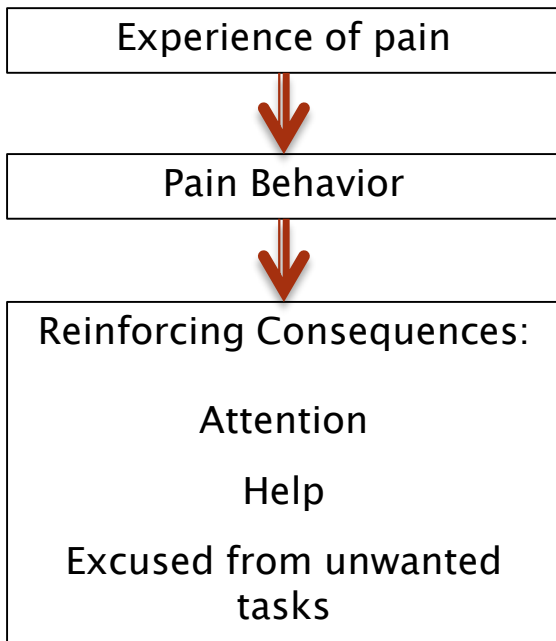 Experience of pain
Pain Behavior
Reinforcing Consequences:
Attention
Help
Excused from unwanted
tasks